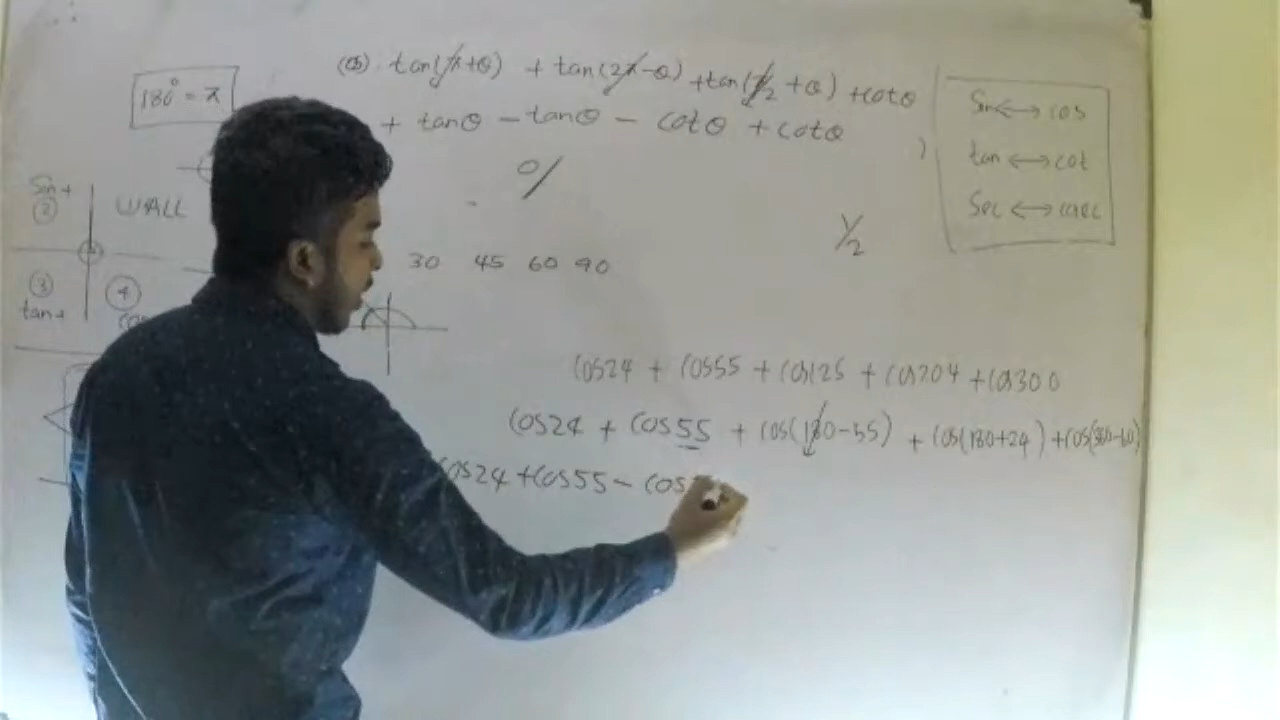 180° = π
(3). tan(π+θ) + tan(2π-θ) + tan(π/2 + θ) + cotθ
+ tanθ - tanθ - cotθ + cotθ
0/
Sin ⟷ cos
tan ⟷ cot
Sec ⟷ cosec
Sin+
②
WALL
③
tan+
④
1/2
30 45 60 90
Cos24 + Cos55 + Cos125 + Cos204 + Cos300
Cos24 + Cos55 + Cos(180-55) + Cos(180+24) + Cos(360-60)
Cos24 + Cos55 - Cos